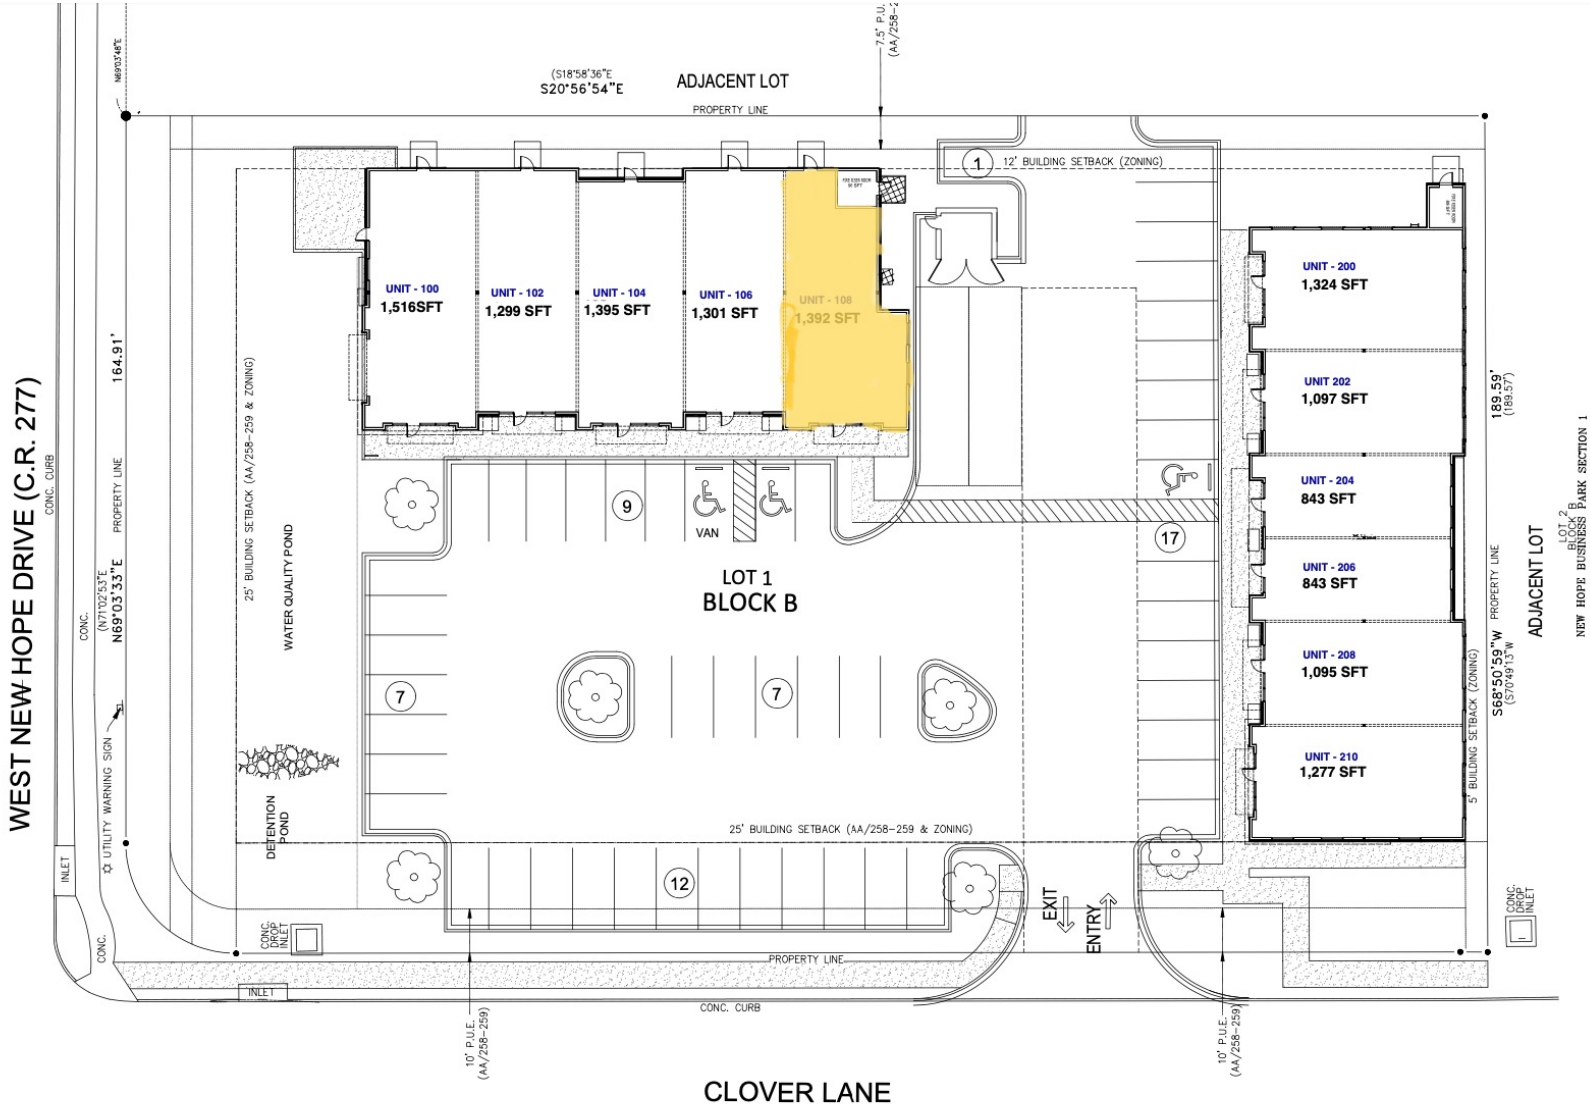 7.5' P.U.
N69°03'48"E
(S18°58'36"E
S20°56'54"E
ADJACENT LOT
PROPERTY LINE
1
12' BUILDING SETBACK (ZONING)
UNIT - 100
1,516SFT
UNIT - 102
1,299 SFT
UNIT - 104
1,395 SFT
UNIT - 106
1,301 SFT
UNIT - 108
1,392 SFT
UNIT - 200
1,324 SFT
UNIT 202
1,097 SFT
UNIT - 204
843 SFT
UNIT - 206
843 SFT
UNIT - 208
1,095 SFT
UNIT - 210
1,277 SFT
WEST NEW HOPE DRIVE (C.R. 277)
CONC. CURB
CONC.
(N71°02'53"E
N69°03'33"E
PROPERTY LINE
164.91'
25' BUILDING SETBACK (AA/258-259 & ZONING)
WATER QUALITY POND
DETENTION
POND
UTILITY WARNING SIGN
INLET
CONC.
9
VAN
17
LOT 1
BLOCK B
7
7
12
25' BUILDING SETBACK (AA/258-259 & ZONING)
189.59'
(189.57')
S68°50'59"W
(S70°49'13"W
PROPERTY LINE
5' BUILDING SETBACK (ZONING)
ADJACENT LOT
LOT 2
BLOCK B
NEW HOPE BUSINESS PARK SECTION 1
EXIT
ENTRY
CONC.
DROP
INLET
CONC.
DROP
INLET
PROPERTY LINE
INLET
CONC. CURB
10' P.U.E.
(AA/258-259)
10' P.U.E.
(AA/258-259)
CLOVER LANE